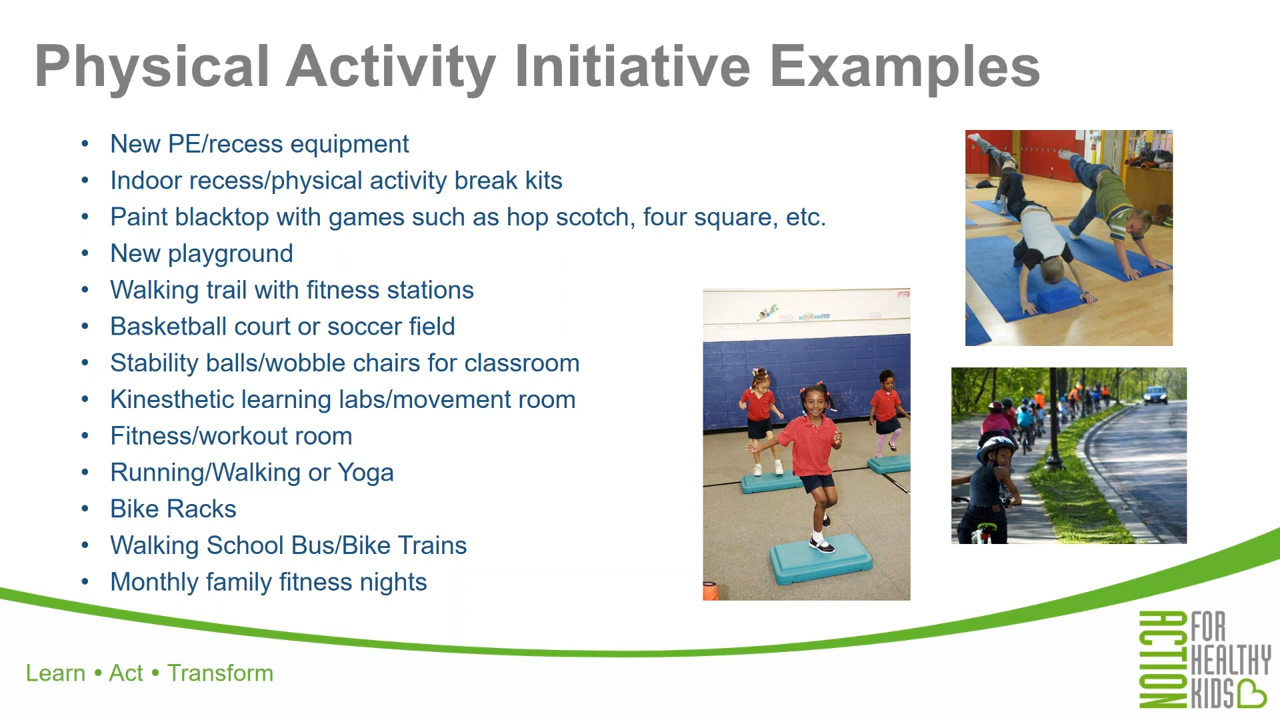 Physical Activity Initiative Examples
• New PE/recess equipment
• Indoor recess/physical activity break kits
• Paint blacktop with games such as hop scotch, four square, etc.
• New playground
• Walking trail with fitness stations
• Basketball court or soccer field
• Stability balls/wobble chairs for classroom
• Kinesthetic learning labs/movement room
• Fitness/workout room
• Running/Walking or Yoga
• Bike Racks
• Walking School Bus/Bike Trains
• Monthly family fitness nights
Learn • Act • Transform
ACTION
FOR
HEALTHY
KIDS